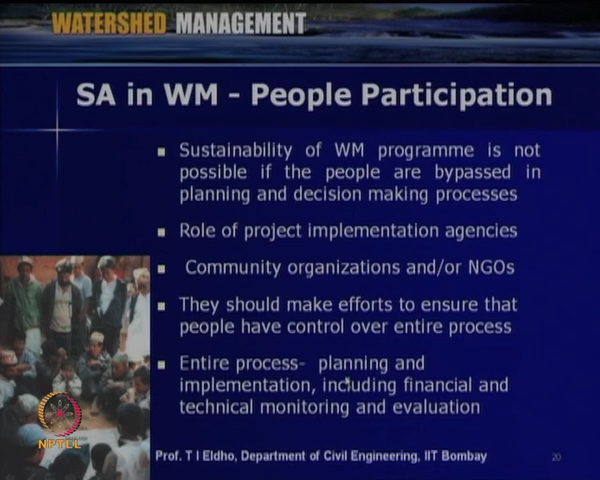 WATERSHED MANAGEMENT
SA in WM - People Participation
Sustainability of WM programme is not
possible if the people are bypassed in
planning and decision making processes
Role of project implementation agencies
Community organizations and/or NGOs
They should make efforts to ensure that
people have control over entire process
Entire process- planning and
implementation, including financial and
technical monitoring and evaluation
NPTEL
Prof. T I Eldho, Department of Civil Engineering, IIT Bombay
20